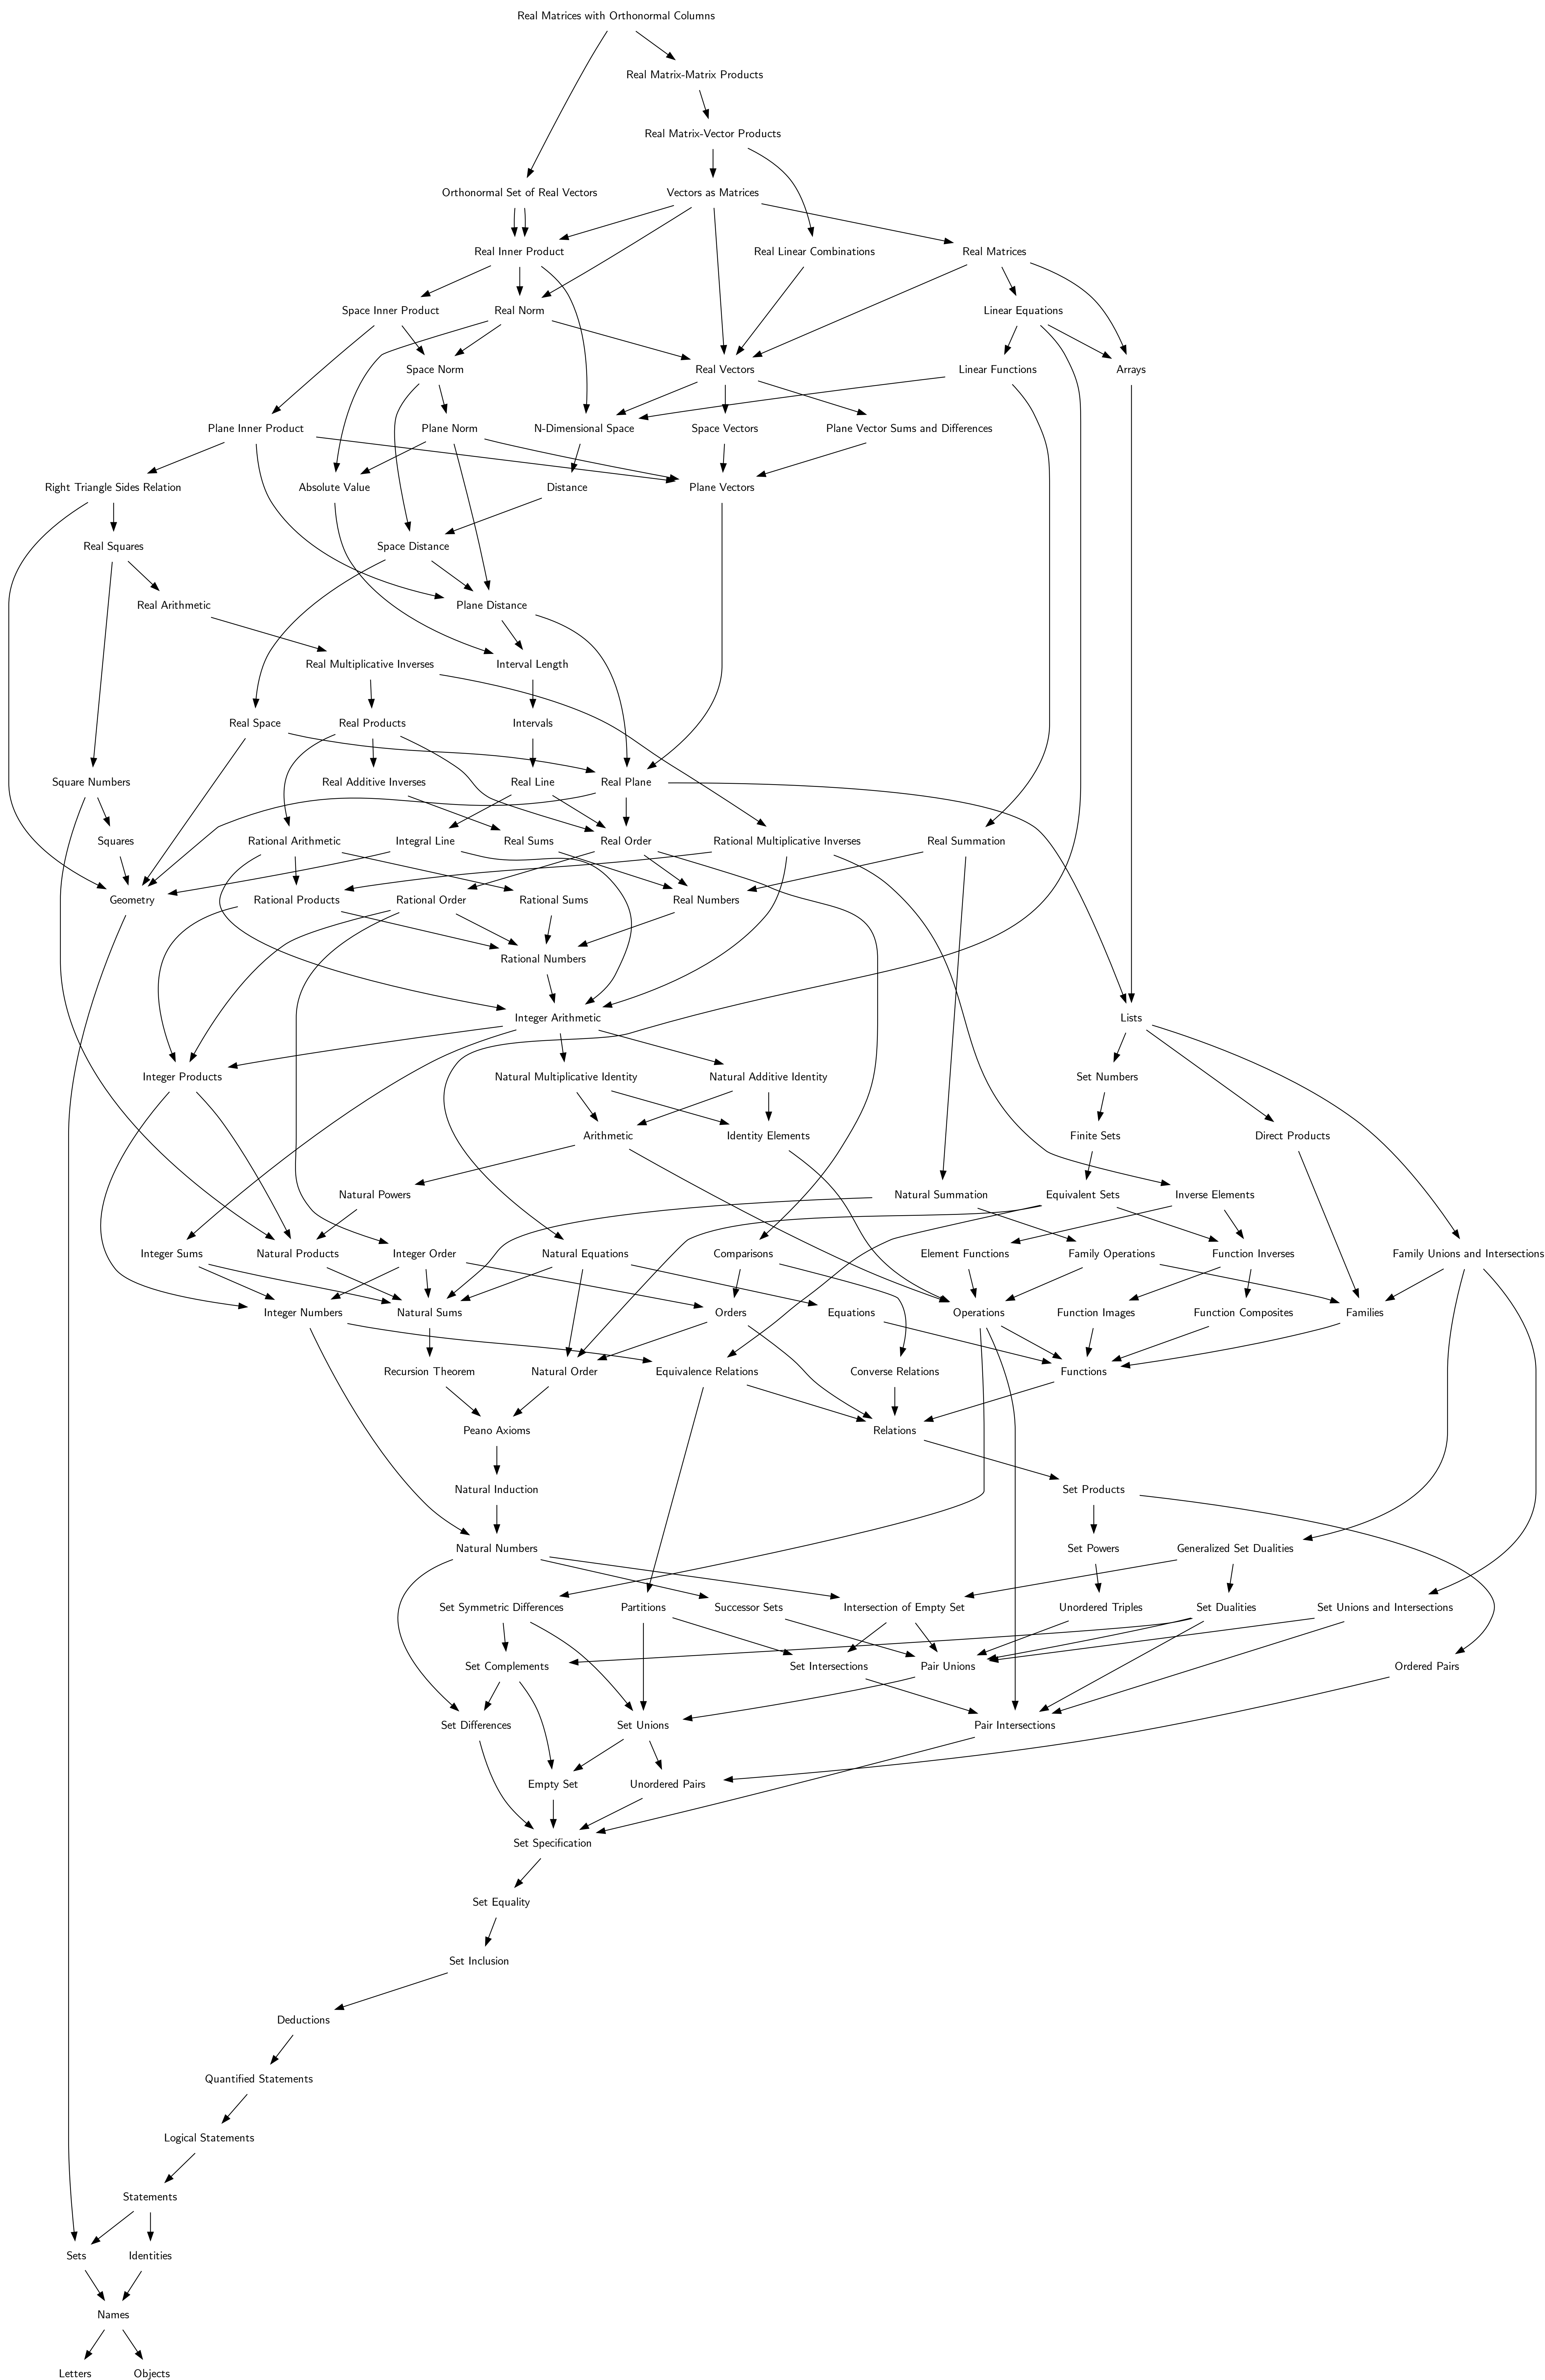 Real Matrices with Orthonormal Columns
Real Matrix-Matrix Products
Real Matrix-Vector Products
Orthonormal Set of Real Vectors
Vectors as Matrices
Real Inner Product
Real Linear Combinations
Real Matrices
Space Inner Product
Real Norm
Linear Equations
Space Norm
Real Vectors
Linear Functions
Arrays
Plane Inner Product
Plane Norm
N-Dimensional Space
Space Vectors
Plane Vector Sums and Differences
Right Triangle Sides Relation
Absolute Value
Distance
Plane Vectors
Real Squares
Space Distance
Real Arithmetic
Plane Distance
Real Multiplicative Inverses
Interval Length
Real Space
Real Products
Intervals
Square Numbers
Real Additive Inverses
Real Line
Real Plane
Squares
Rational Arithmetic
Integral Line
Real Sums
Real Order
Rational Multiplicative Inverses
Real Summation
Geometry
Rational Products
Rational Order
Rational Sums
Real Numbers
Rational Numbers
Integer Arithmetic
Lists
Integer Products
Natural Multiplicative Identity
Natural Additive Identity
Set Numbers
Arithmetic
Identity Elements
Finite Sets
Direct Products
Natural Powers
Natural Summation
Equivalent Sets
Inverse Elements
Integer Sums
Natural Products
Integer Order
Natural Equations
Comparisons
Element Functions
Family Operations
Function Inverses
Family Unions and Intersections
Integer Numbers
Natural Sums
Orders
Equations
Operations
Function Images
Function Composites
Families
Recursion Theorem
Natural Order
Equivalence Relations
Converse Relations
Functions
Peano Axioms
Relations
Natural Induction
Set Products
Natural Numbers
Set Powers
Generalized Set Dualities
Set Symmetric Differences
Partitions
Successor Sets
Intersection of Empty Set
Unordered Triples
Set Dualities
Set Unions and Intersections
Set Complements
Set Intersections
Pair Unions
Ordered Pairs
Set Differences
Set Unions
Pair Intersections
Empty Set
Unordered Pairs
Set Specification
Set Equality
Set Inclusion
Deductions
Quantified Statements
Logical Statements
Statements
Sets
Identities
Names
Letters
Objects